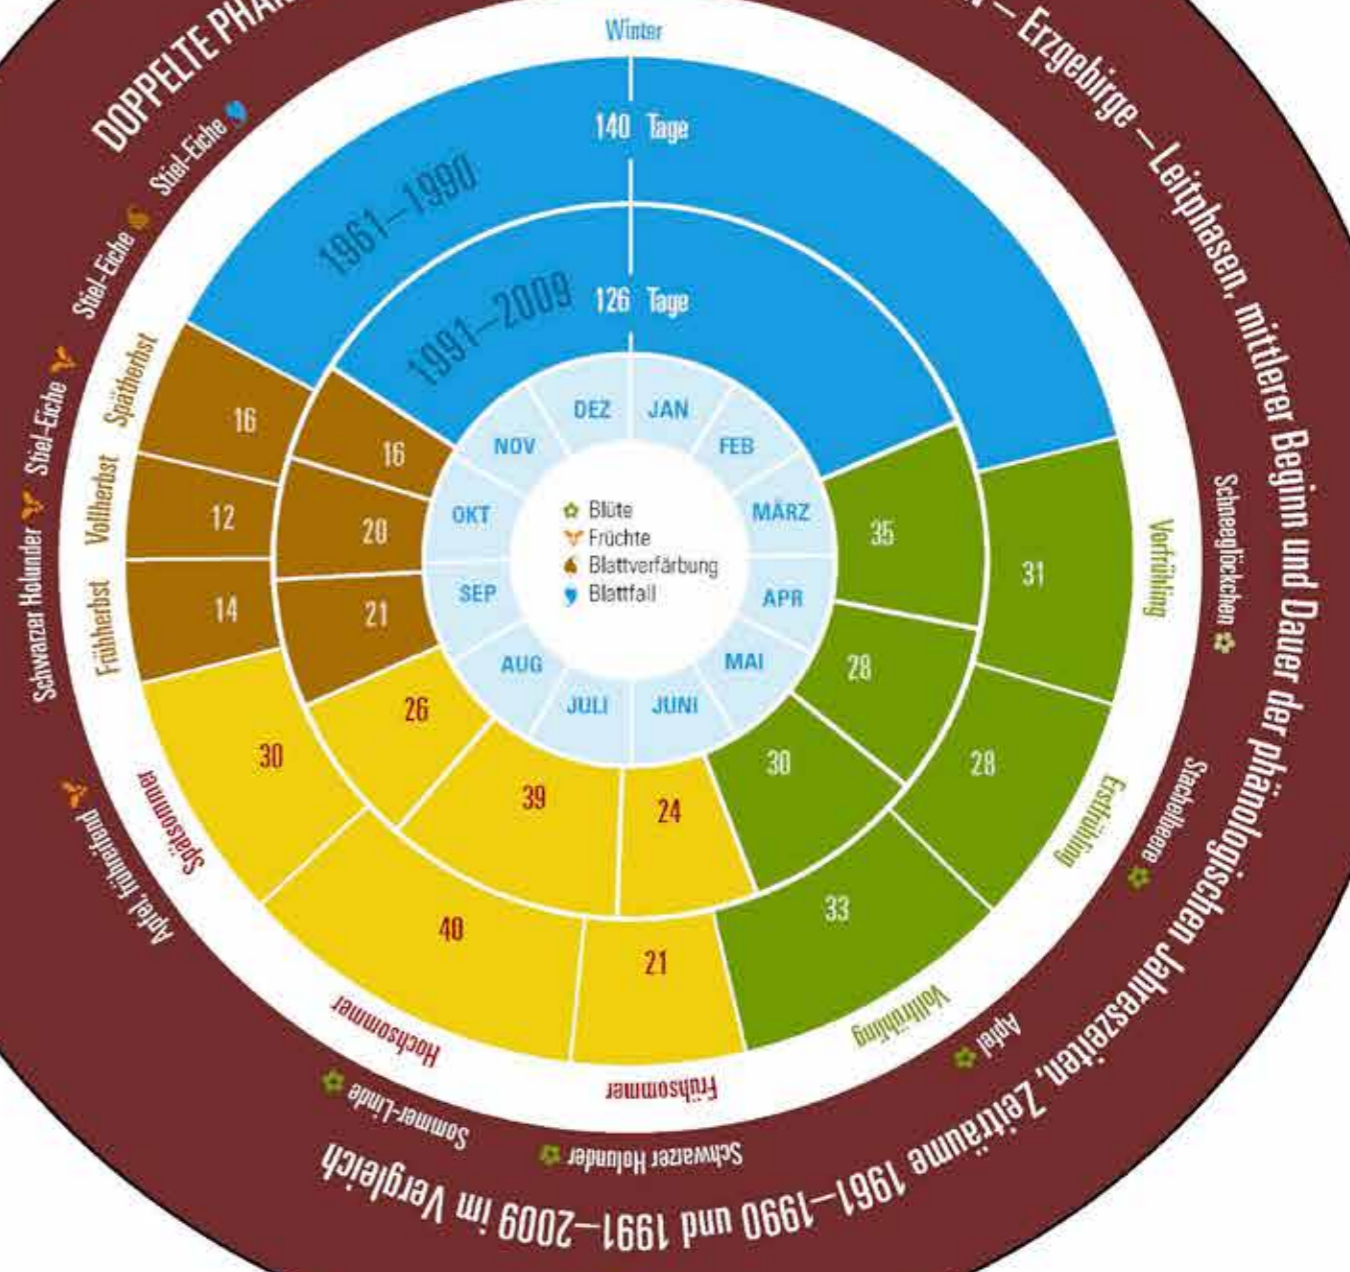 DOPPELTE
– Erzgebirge – Leitphasen, mittlerer Beginn und Dauer der phänologischen Jahreszeiten, Zeiträume 1961–1990 und 1991–2009 im Vergleich
Winter
140 Tage
1961–1990
126 Tage
1991–2009
Schneeglöckchen
Vorfrühling
31
35
Stachelbeere
Erstfrühling
28
28
Apfel
Vollfrühling
33
30
Schwarzer Holunder
Frühsommer
21
24
Sommer-Linde
Hochsommer
40
39
Apfel, frühreifend
Spätsommer
30
26
Schwarzer Holunder
Frühherbst
14
21
Stiel-Eiche
Vollherbst
12
20
Stiel-Eiche
Spätherbst
16
16
Stiel-Eiche
JAN
FEB
MÄRZ
APR
MAI
JUNI
JULI
AUG
SEP
OKT
NOV
DEZ
Blüte
Früchte
Blattverfärbung
Blattfall